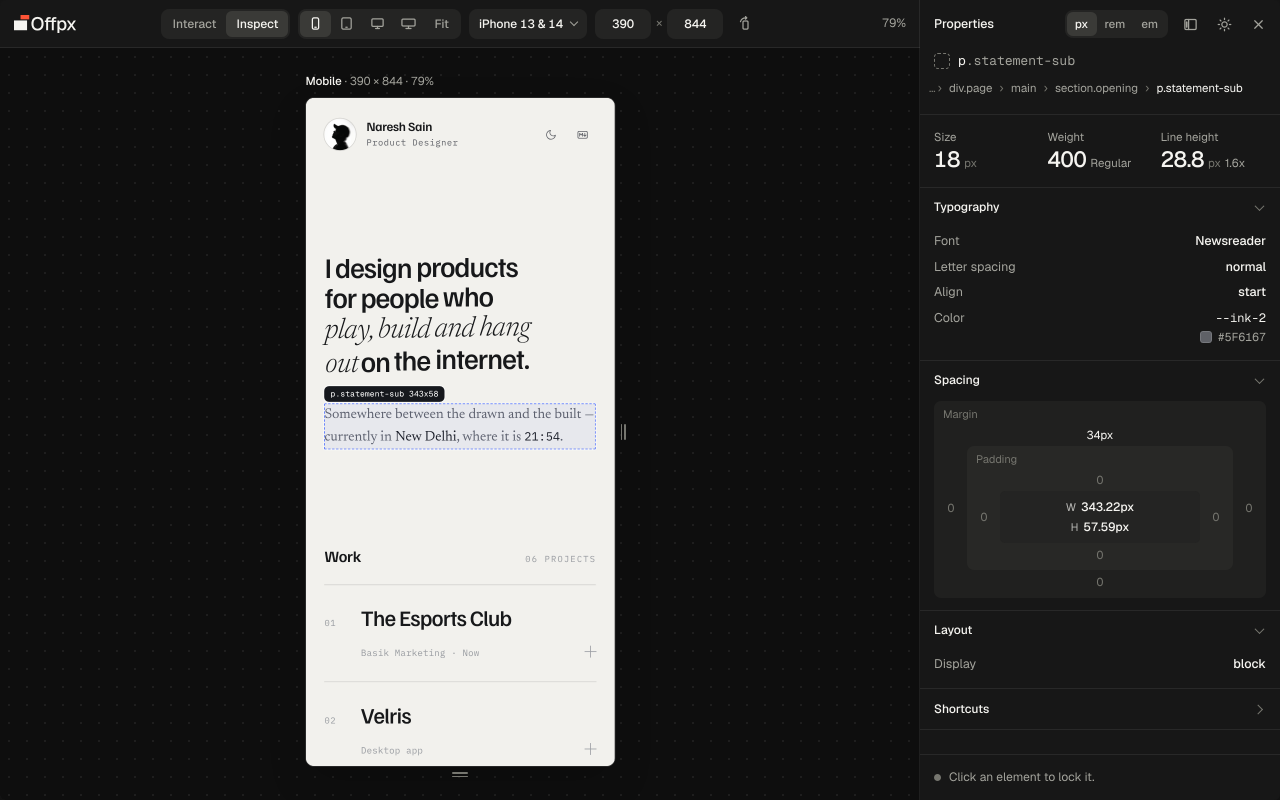 Offpx
Interact
Inspect
Fit
iPhone 13 & 14
390
×
844
79%
Mobile · 390 × 844 · 79%
Naresh Sain
Product Designer
I design products
for people who
play, build and hang
out on the internet.
p.statement-sub 343x58
Somewhere between the drawn and the built —
currently in New Delhi, where it is 21:54.
Work
06 PROJECTS
01
The Esports Club
Basik Marketing · Now
02
Velris
Desktop app
Properties
px
rem
em
p.statement-sub
… › div.page › main › section.opening › p.statement-sub
Size
Weight
Line height
18 px
400 Regular
28.8 px 1.6x
Typography
Font
Newsreader
Letter spacing
normal
Align
start
Color
--ink-2
#5F6167
Spacing
Margin
34px
Padding
0
0
0
W 343.22px
H 57.59px
0
0
0
0
Layout
Display
block
Shortcuts
Click an element to lock it.